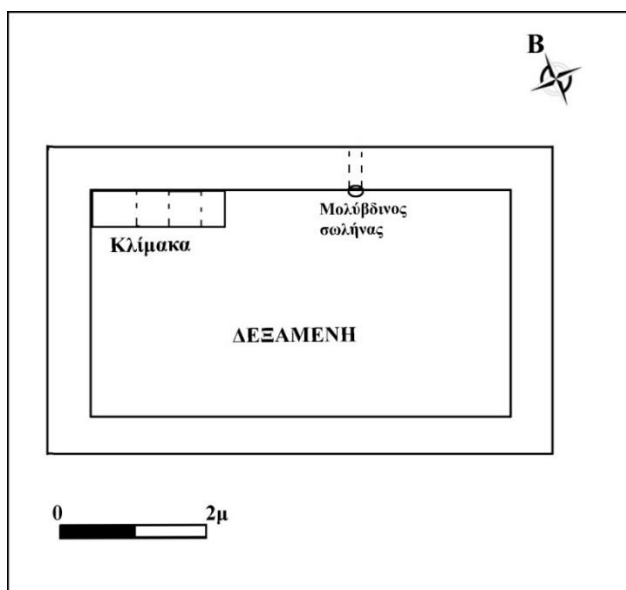 Β
Μολύβδινος
σωλήνας
Κλίμακα
ΔΕΞΑΜΕΝΗ
0 2μ